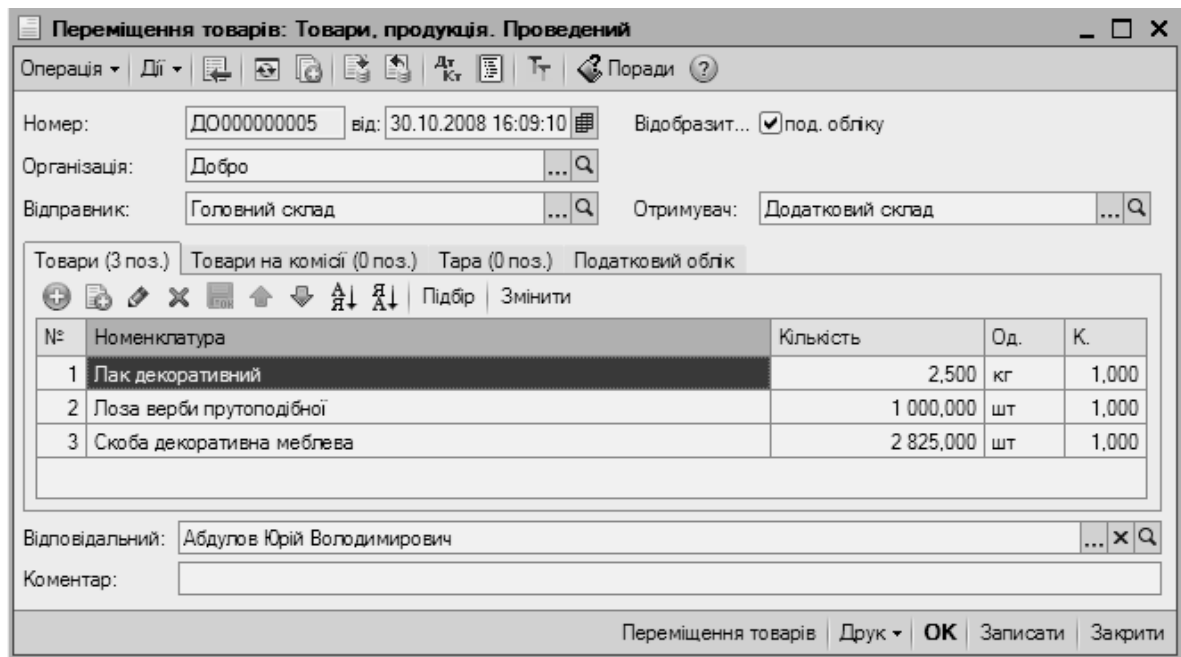 Переміщення товарів: Товари, продукція. Проведений
Операція Дії Дт Кт Тт Поради ?
Номер: ДО000000005 від: 30.10.2008 16:09:10 Відобразит... под. обліку
Організація: Добро ...
Відправник: Головний склад ... Отримувач: Додатковий склад ...
Товари (3 поз.) Товари на комісії (0 поз.) Тара (0 поз.) Податковий облік
А Я Я А Підбір Змінити
№ Номенклатура Кількість Од. К.
1 Лак декоративний 2,500 кг 1,000
2 Лоза верби прутоподібної 1 000,000 шт 1,000
3 Скоба декоративна меблева 2 825,000 шт 1,000
Відповідальний: Абдулов Юрій Володимирович ...
Коментар:
Переміщення товарів Друк OK Записати Закрити